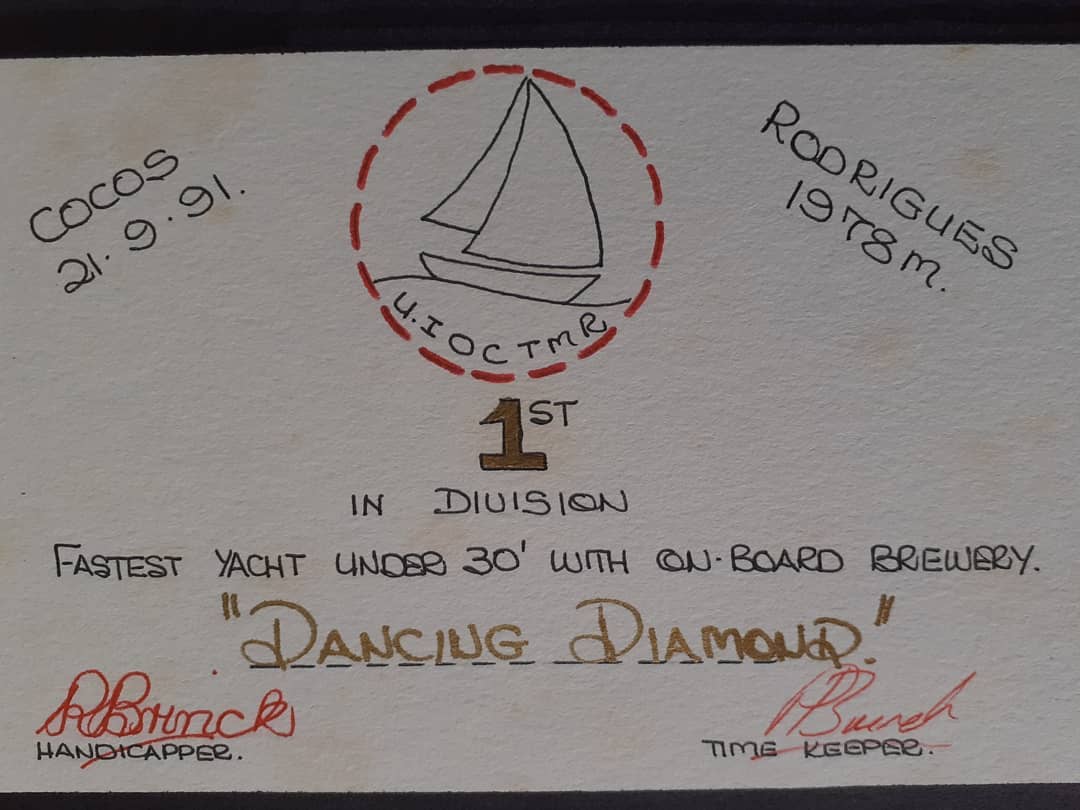 COCOS
21.9.91.
RODRIGUES
1978m.
U.I OCTMR
1ST
IN DIVISION
FASTEST YACHT UNDER 30' WITH ON-BOARD BREWERY.
"DANCING DIAMOND."
HANDICAPPER.
TIME KEEPER.